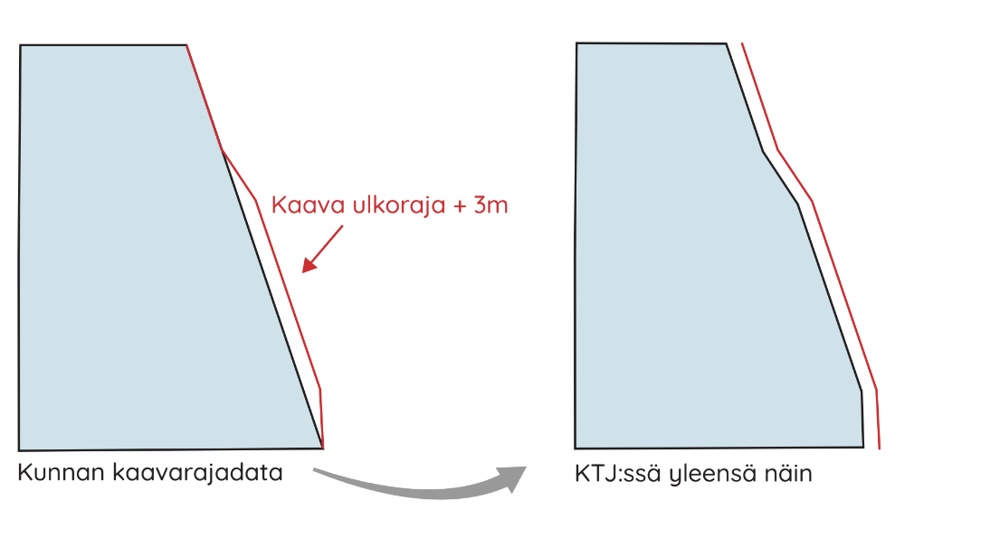 Kaava ulkoraja + 3m
Kunnan kaavarajadata
KTJ:ssä yleensä näin